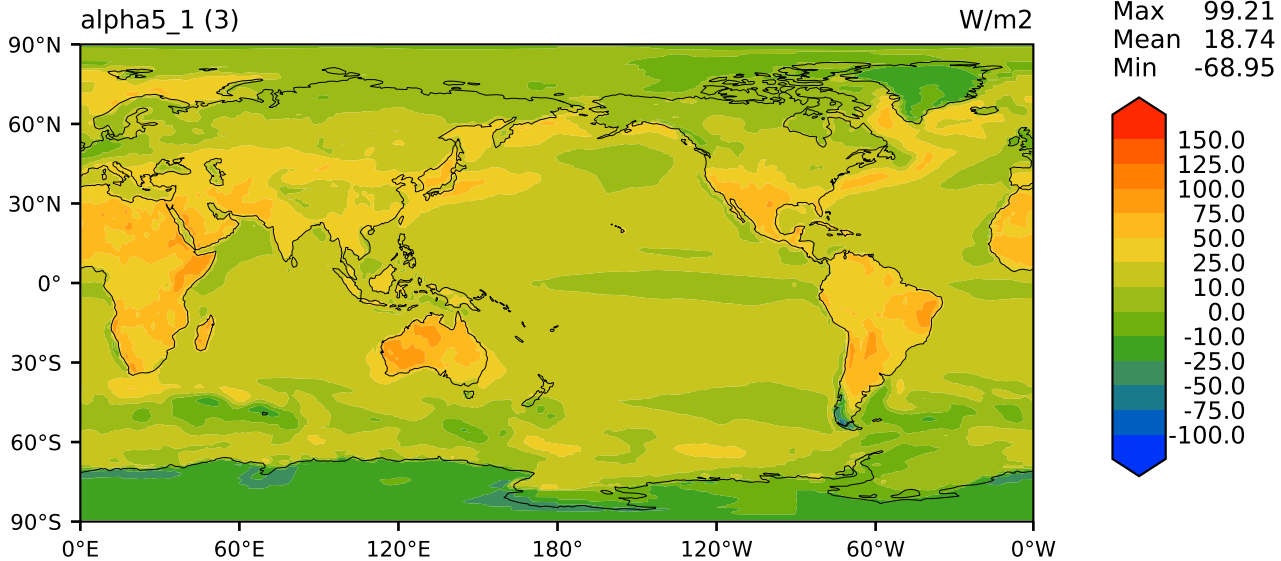 alpha5_1 (3)
W/m2
Max 99.21
Mean 18.74
Min -68.95
90°N
60°N
30°N
0°
30°S
60°S
90°S
0°E
60°E
120°E
180°
120°W
60°W
0°W
150.0
125.0
100.0
75.0
50.0
25.0
10.0
0.0
-10.0
-25.0
-50.0
-75.0
-100.0